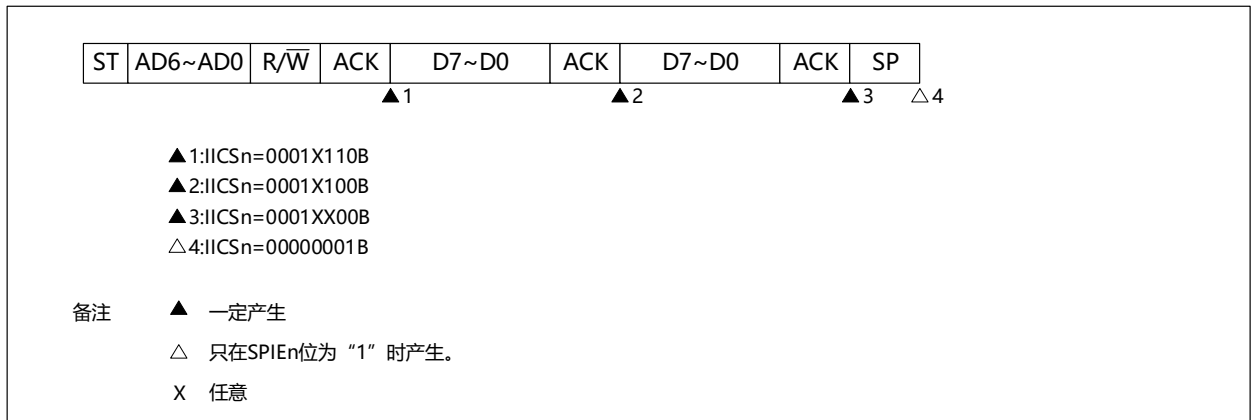 ST AD6~AD0 R/W̅ ACK D7~D0 ACK D7~D0 ACK SP
▲1 ▲2 ▲3 △4
▲1:IICSn=0001X110B
▲2:IICSn=0001X100B
▲3:IICSn=0001XX00B
△4:IICSn=00000001B
备注 ▲ 一定产生
△ 只在SPIEn位为“1”时产生。
X 任意